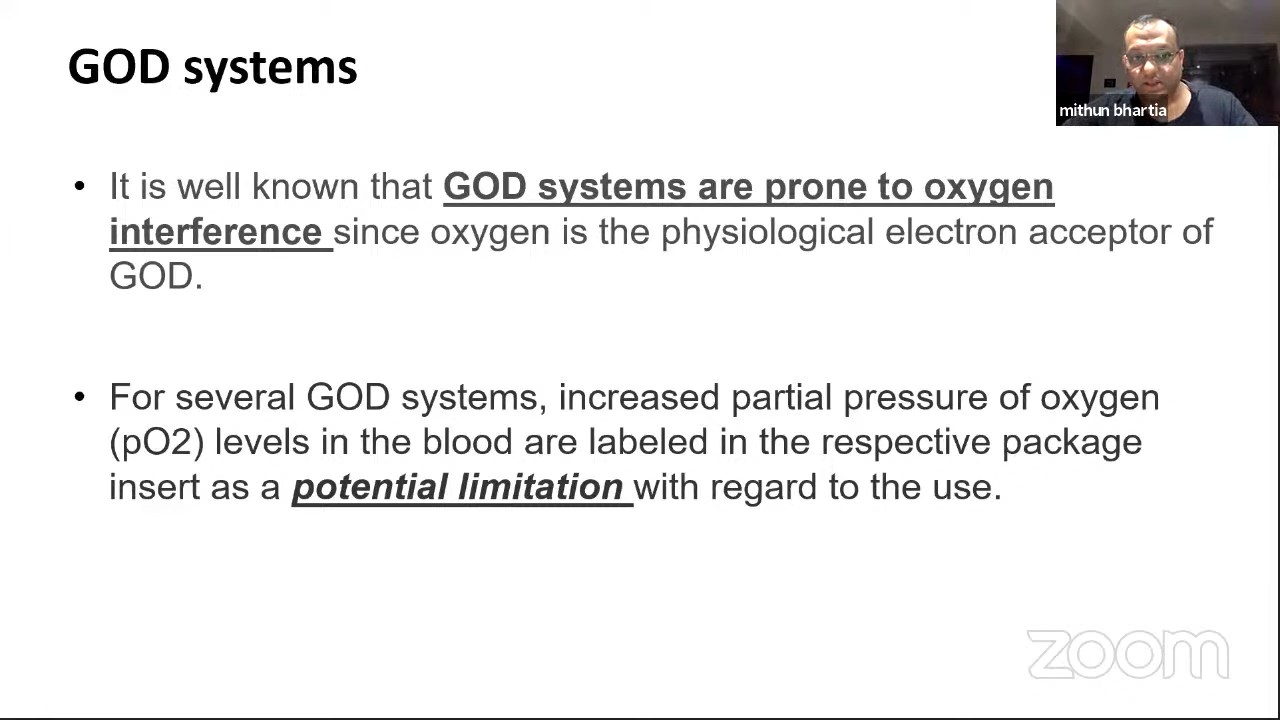 GOD systems
mithun bhartia
• It is well known that GOD systems are prone to oxygen
interference since oxygen is the physiological electron acceptor of
GOD.
• For several GOD systems, increased partial pressure of oxygen
(pO2) levels in the blood are labeled in the respective package
insert as a potential limitation with regard to the use.
zoom